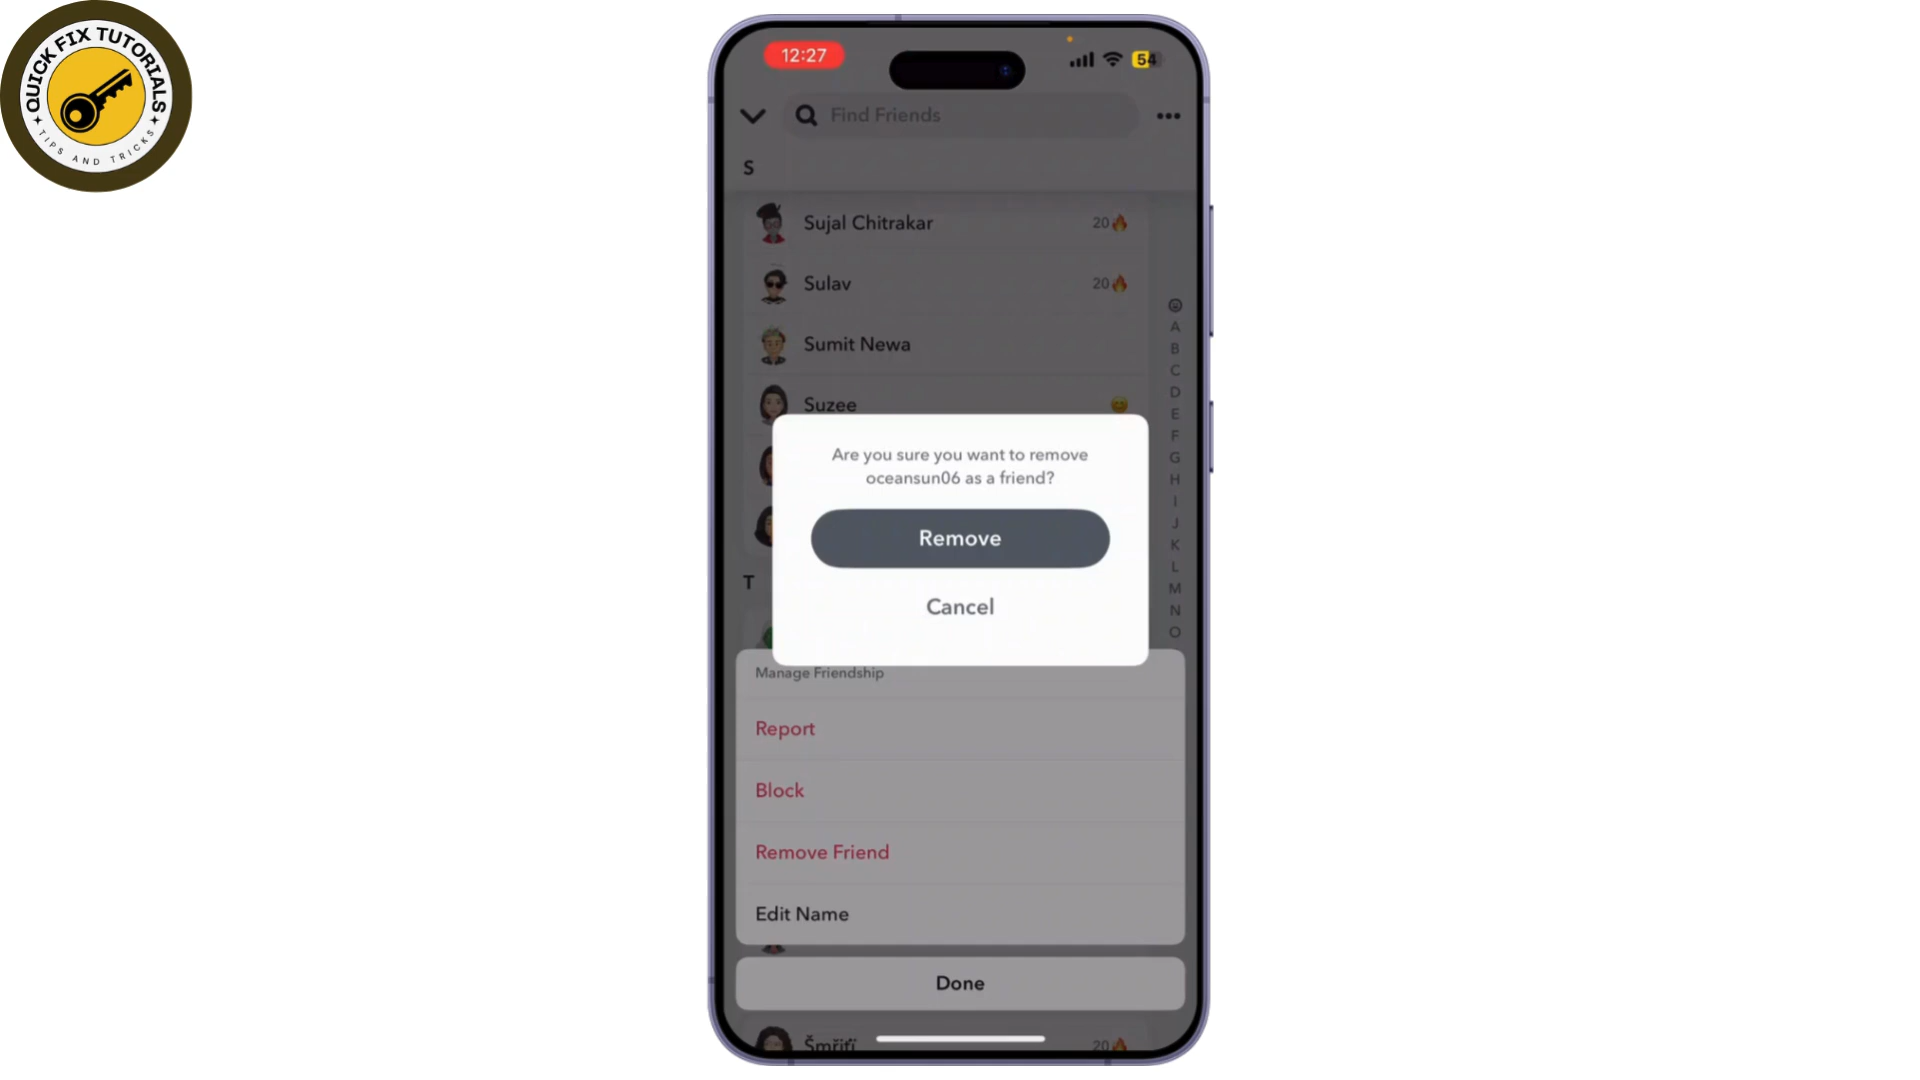 QUICK FIX TUTORIALS
TIPS AND TRICKS
12:27
54
Find Friends
S
Sujal Chitrakar 20🔥
Sulav 20🔥
Sumit Newa
Suzee 😊
Are you sure you want to remove
oceansun06 as a friend?
Remove
Cancel
T
Manage Friendship
Report
Block
Remove Friend
Edit Name
Done
20🔥
A
B
C
D
E
F
G
H
I
J
K
L
M
N
O